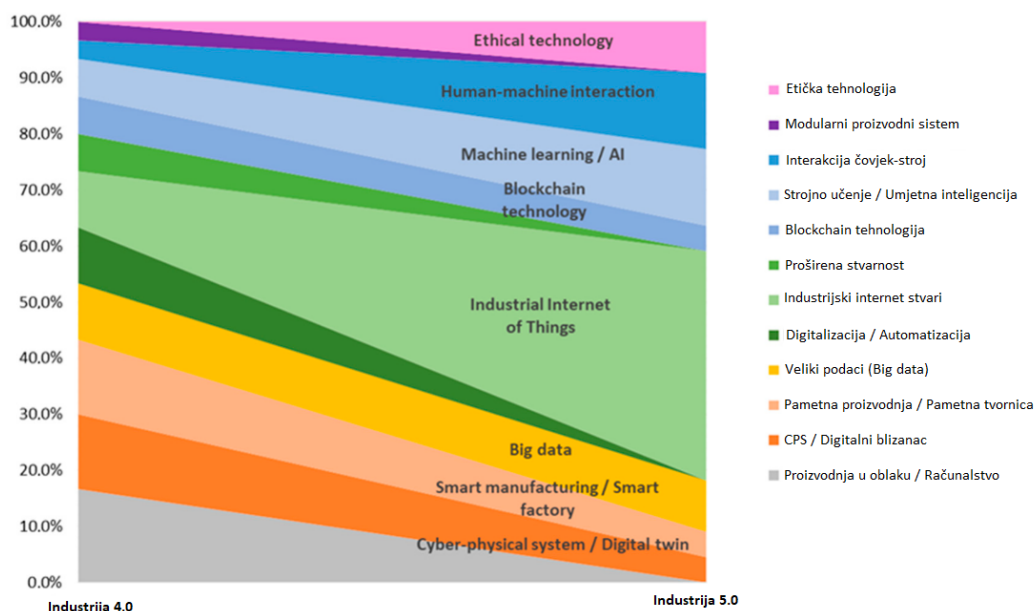 100.0%
90.0%
80.0%
70.0%
60.0%
50,0%
40.0%
30.0%
20.0%
10.0%
0.0%
Ethical technology
Human-machine interaction
Machine learning / AI
Blockchain
technology
Industrial Internet
of Things
Big data
Smart manufacturing / Smart
factory
Cyber-physical system / Digital twin
Industrija 4.0
Industrija 5.0
Etička tehnologija
Modularni proizvodni sistem
Interakcija čovjek-stroj
Strojno učenje / Umjetna inteligencija
Blockchain tehnologija
Proširena stvarnost
Industrijski internet stvari
Digitalizacija / Automatizacija
Veliki podaci (Big data)
Pametna proizvodnja / Pametna tvornica
CPS / Digitalni blizanac
Proizvodnja u oblaku / Računalstvo